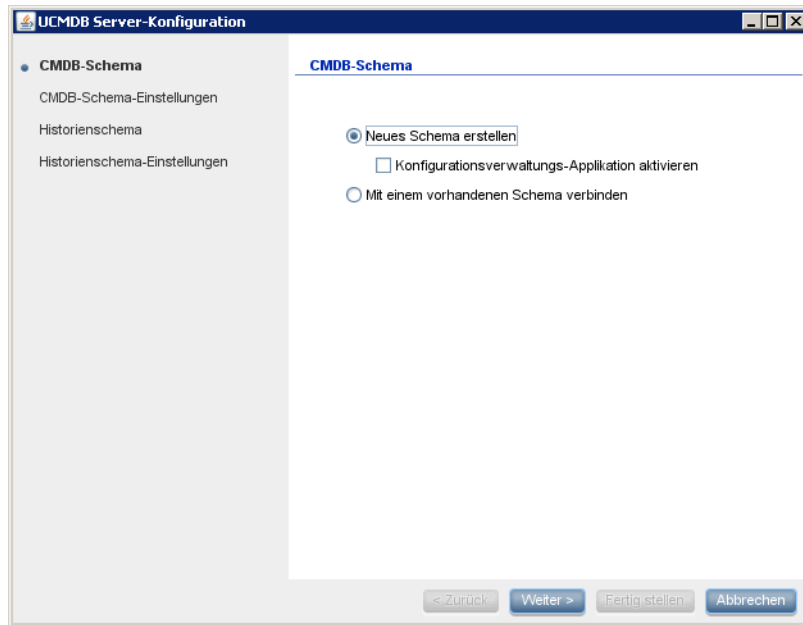 UCMDB Server-Konfiguration
CMDB-Schema
CMDB-Schema-Einstellungen
Historienschema
Historienschema-Einstellungen
CMDB-Schema
Neues Schema erstellen
Konfigurationsverwaltungs-Applikation aktivieren
Mit einem vorhandenen Schema verbinden
< Zurück Weiter > Fertig stellen Abbrechen